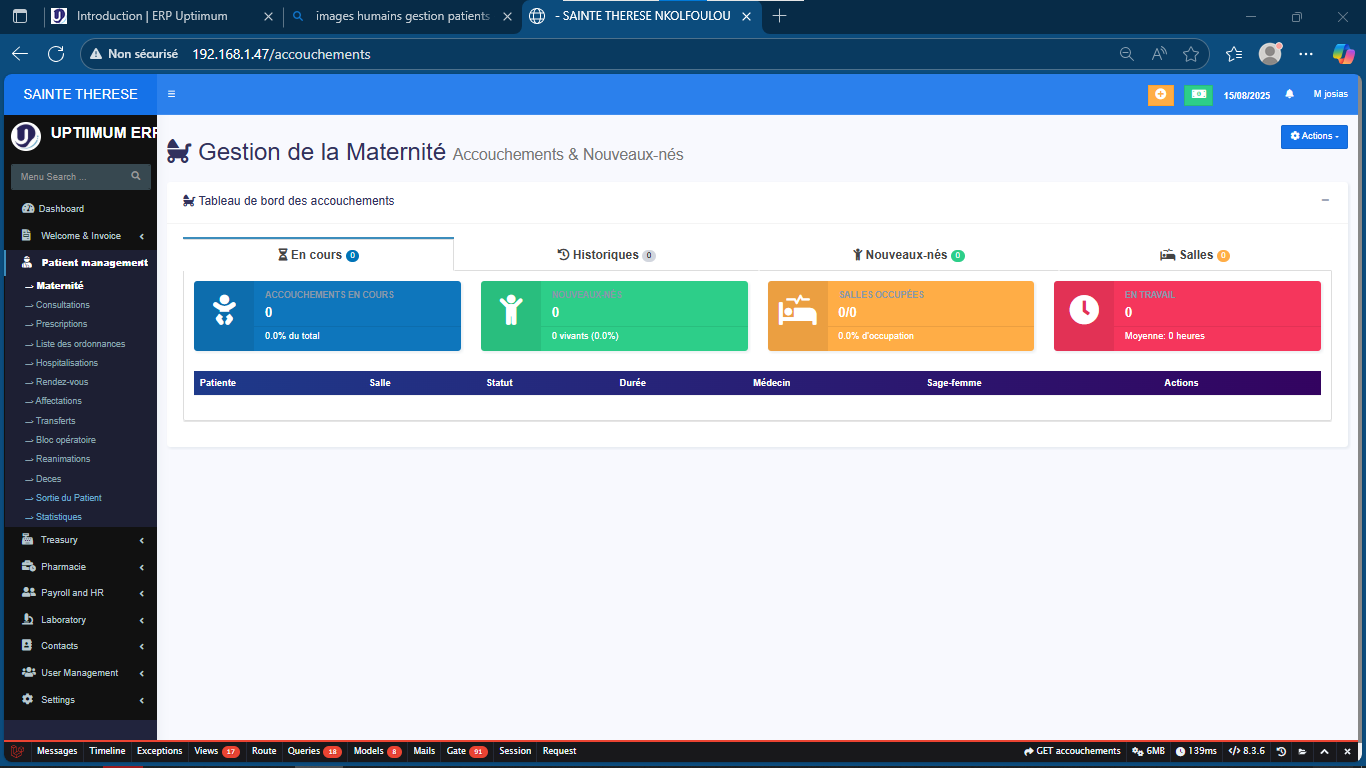 Introduction | ERP Uptiimum
images humains gestion patients
- SAINTE THERESE NKOLFOULOU
Non sécurisé 192.168.1.47/accouchements
SAINTE THERESE
15/08/2025 M josias
UPTIIMUM ERP
Actions
Gestion de la Maternité Accouchements & Nouveaux-nés
Menu Search ...
Tableau de bord des accouchements
Dashboard
Welcome & Invoice
Patient management
Maternité
Consultations
Prescriptions
Liste des ordonnances
Hospitalisations
Rendez-vous
Affectations
Transferts
Bloc opératoire
Reanimations
Deces
Sortie du Patient
Statistiques
Treasury
Pharmacie
Payroll and HR
Laboratory
Contacts
User Management
Settings
En cours 0 Historiques 0 Nouveaux-nés 0 Salles 0
ACCOUCHEMENTS EN COURS
0
0.0% du total
NOUVEAUX-NÉS
0
0 vivants (0.0%)
SALLES OCCUPÉES
0/0
0.0% d'occupation
EN TRAVAIL
0
Moyenne: 0 heures
Patiente Salle Statut Durée Médecin Sage-femme Actions
Messages Timeline Exceptions Views 17 Route Queries 18 Models 8 Mails Gate 91 Session Request GET accouchements 6MB 139ms 8.3.6